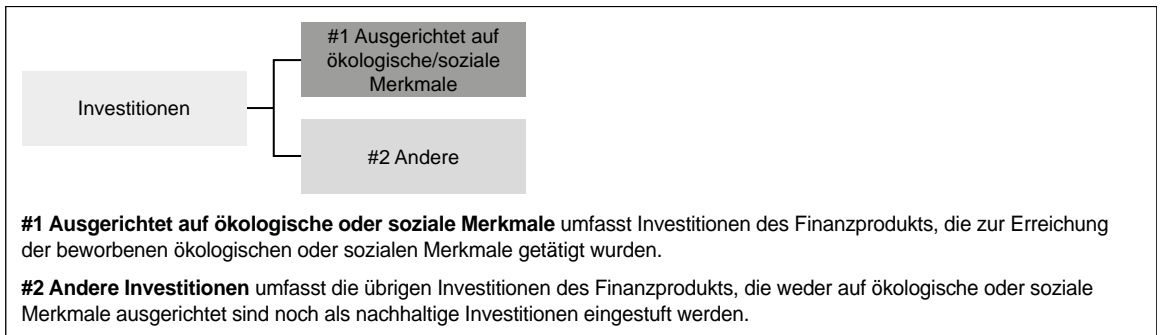 #1 Ausgerichtet auf
ökologische/soziale
Merkmale
Investitionen
#2 Andere
#1 Ausgerichtet auf ökologische oder soziale Merkmale umfasst Investitionen des Finanzprodukts, die zur Erreichung
der beworbenen ökologischen oder sozialen Merkmale getätigt wurden.
#2 Andere Investitionen umfasst die übrigen Investitionen des Finanzprodukts, die weder auf ökologische oder soziale
Merkmale ausgerichtet sind noch als nachhaltige Investitionen eingestuft werden.